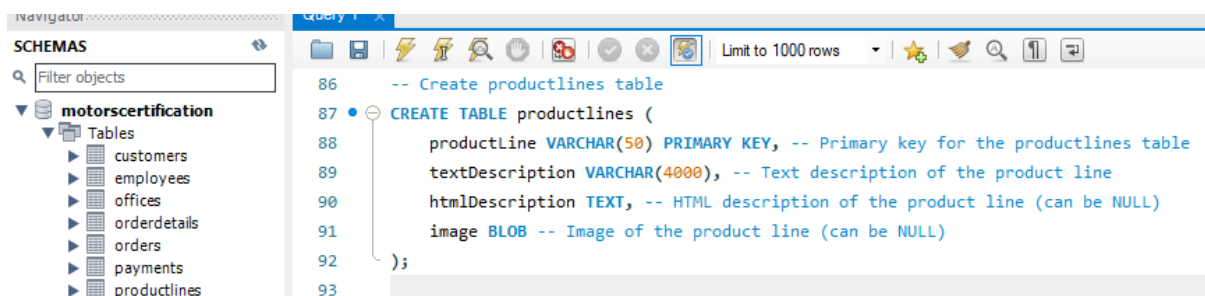 Navigator
Query 1
SCHEMAS
Filter objects
motorscertification
Tables
customers
employees
offices
orderdetails
orders
payments
productlines
Limit to 1000 rows
86 -- Create productlines table
87 CREATE TABLE productlines (
88 productLine VARCHAR(50) PRIMARY KEY, -- Primary key for the productlines table
89 textDescription VARCHAR(4000), -- Text description of the product line
90 htmlDescription TEXT, -- HTML description of the product line (can be NULL)
91 image BLOB -- Image of the product line (can be NULL)
92 );
93